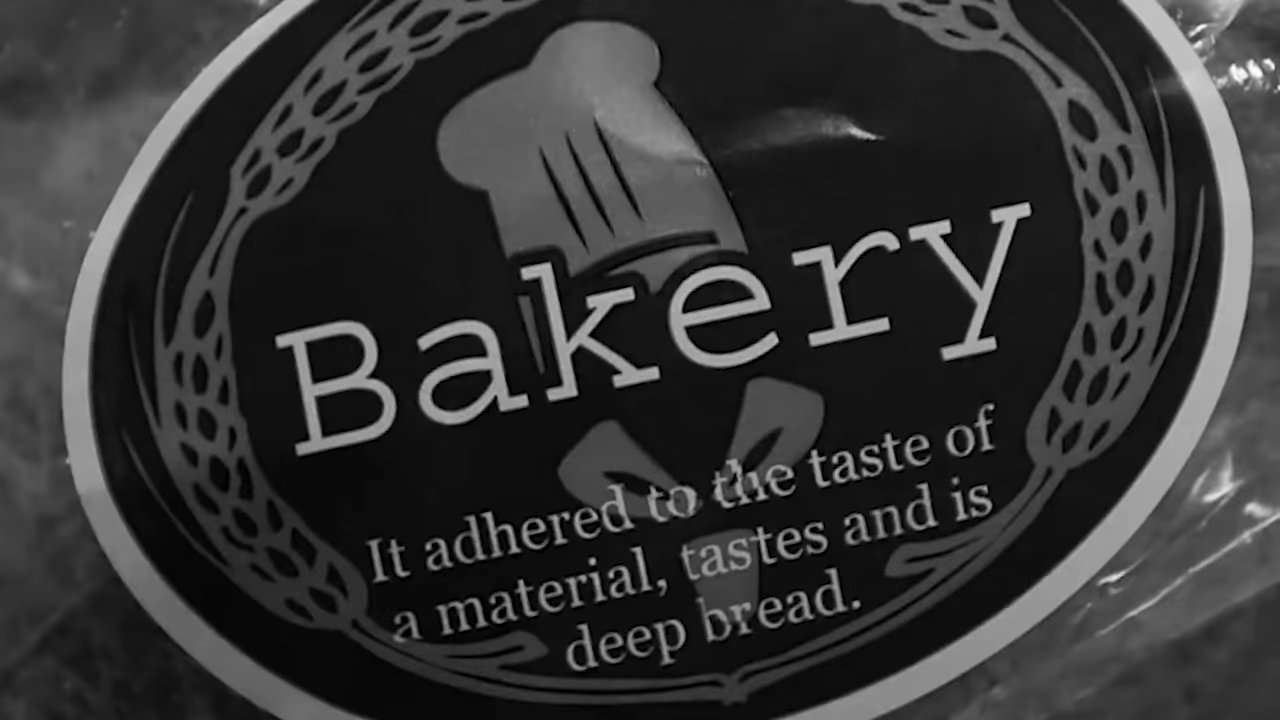 Bakery
It adhered to the taste of
a material, tastes and is
deep bread.